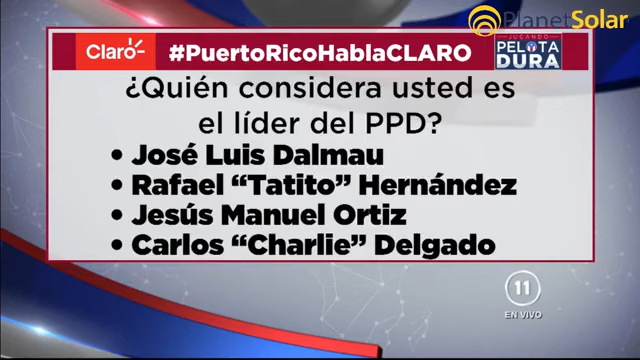 PlanetSolar
Claro
#PuertoRicoHablaCLARO
JUGANDO
PELOTA
DURA
¿Quién considera usted es
el líder del PPD?
• José Luis Dalmau
• Rafael “Tatito” Hernández
• Jesús Manuel Ortiz
• Carlos “Charlie” Delgado
11
EN VIVO